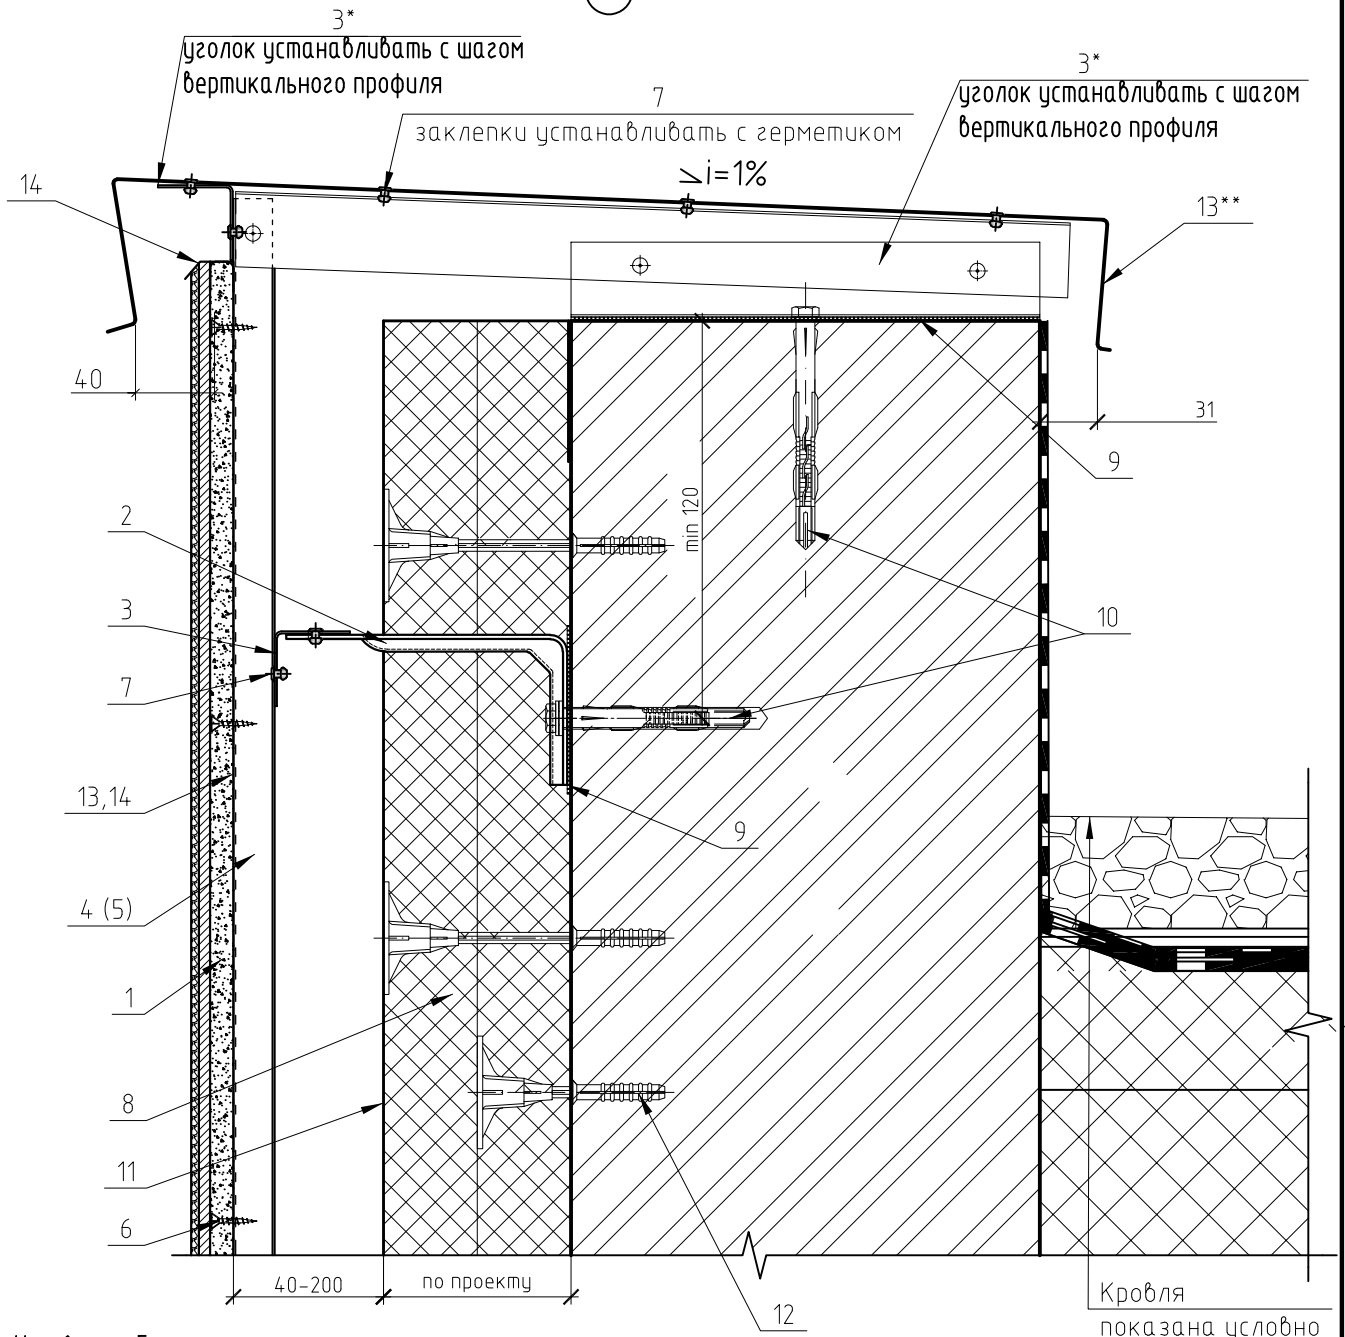 3*
уголок устанавливать с шагом
вертикального профиля
7
заклепки устанавливать с герметиком
3*
уголок устанавливать с шагом
вертикального профиля
i=1%
14
13**
40
31
9
2
min 120
10
3
7
13,14
9
4 (5)
1
8
11
6
40-200
по проекту
12
Кровля
показана условно